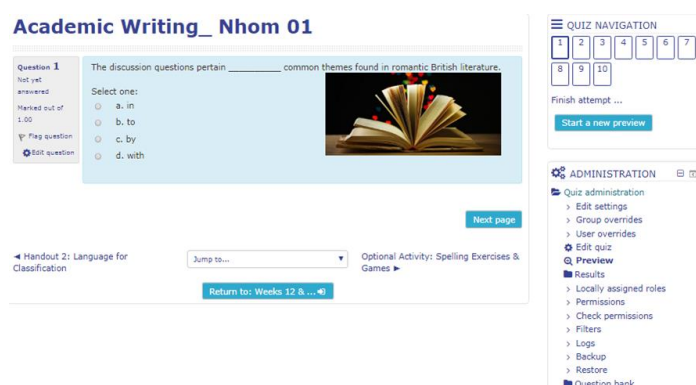 Academic Writing_ Nhom 01
Question 1
Not yet
answered
Marked out of
1.00
Flag question
Edit question
The discussion questions pertain __________ common themes found in romantic British literature.
Select one:
a. in
b. to
c. by
d. with
Next page
◄ Handout 2: Language for
Classification
Jump to...
Optional Activity: Spelling Exercises &
Games ►
Return to: Weeks 12 & ...
QUIZ NAVIGATION
1 2 3 4 5 6 7
8 9 10
Finish attempt ...
Start a new preview
ADMINISTRATION
Quiz administration
Edit settings
Group overrides
User overrides
Edit quiz
Preview
Results
Locally assigned roles
Permissions
Check permissions
Filters
Logs
Backup
Restore
Question bank